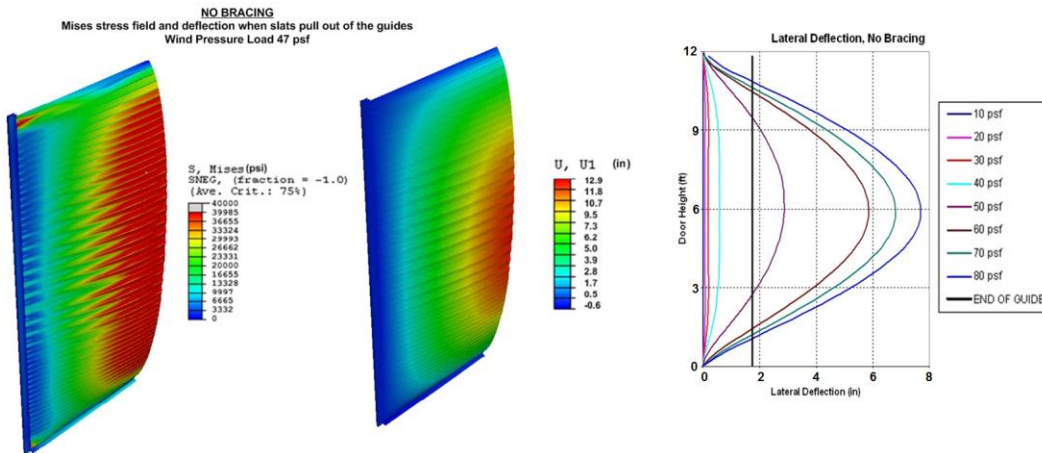 NO BRACING
Mises stress field and deflection when slats pull out of the guides
Wind Pressure Load 47 psf
S, Mises(psi)
SNEG, (fraction = -1.0)
(Ave. Crit.: 75%)
40000
39985
36655
33324
29993
26662
23331
20000
16655
13328
9997
6665
3332
0
U, U1 (in)
12.9
11.8
10.7
9.5
7.3
6.2
5.0
3.9
2.8
1.7
0.5
-0.6
Lateral Deflection, No Bracing
12
9
6
3
0
Door Height (ft)
0 2 4 6 8
Lateral Deflection (in)
10 psf
20 psf
30 psf
40 psf
50 psf
60 psf
70 psf
80 psf
END OF GUIDE